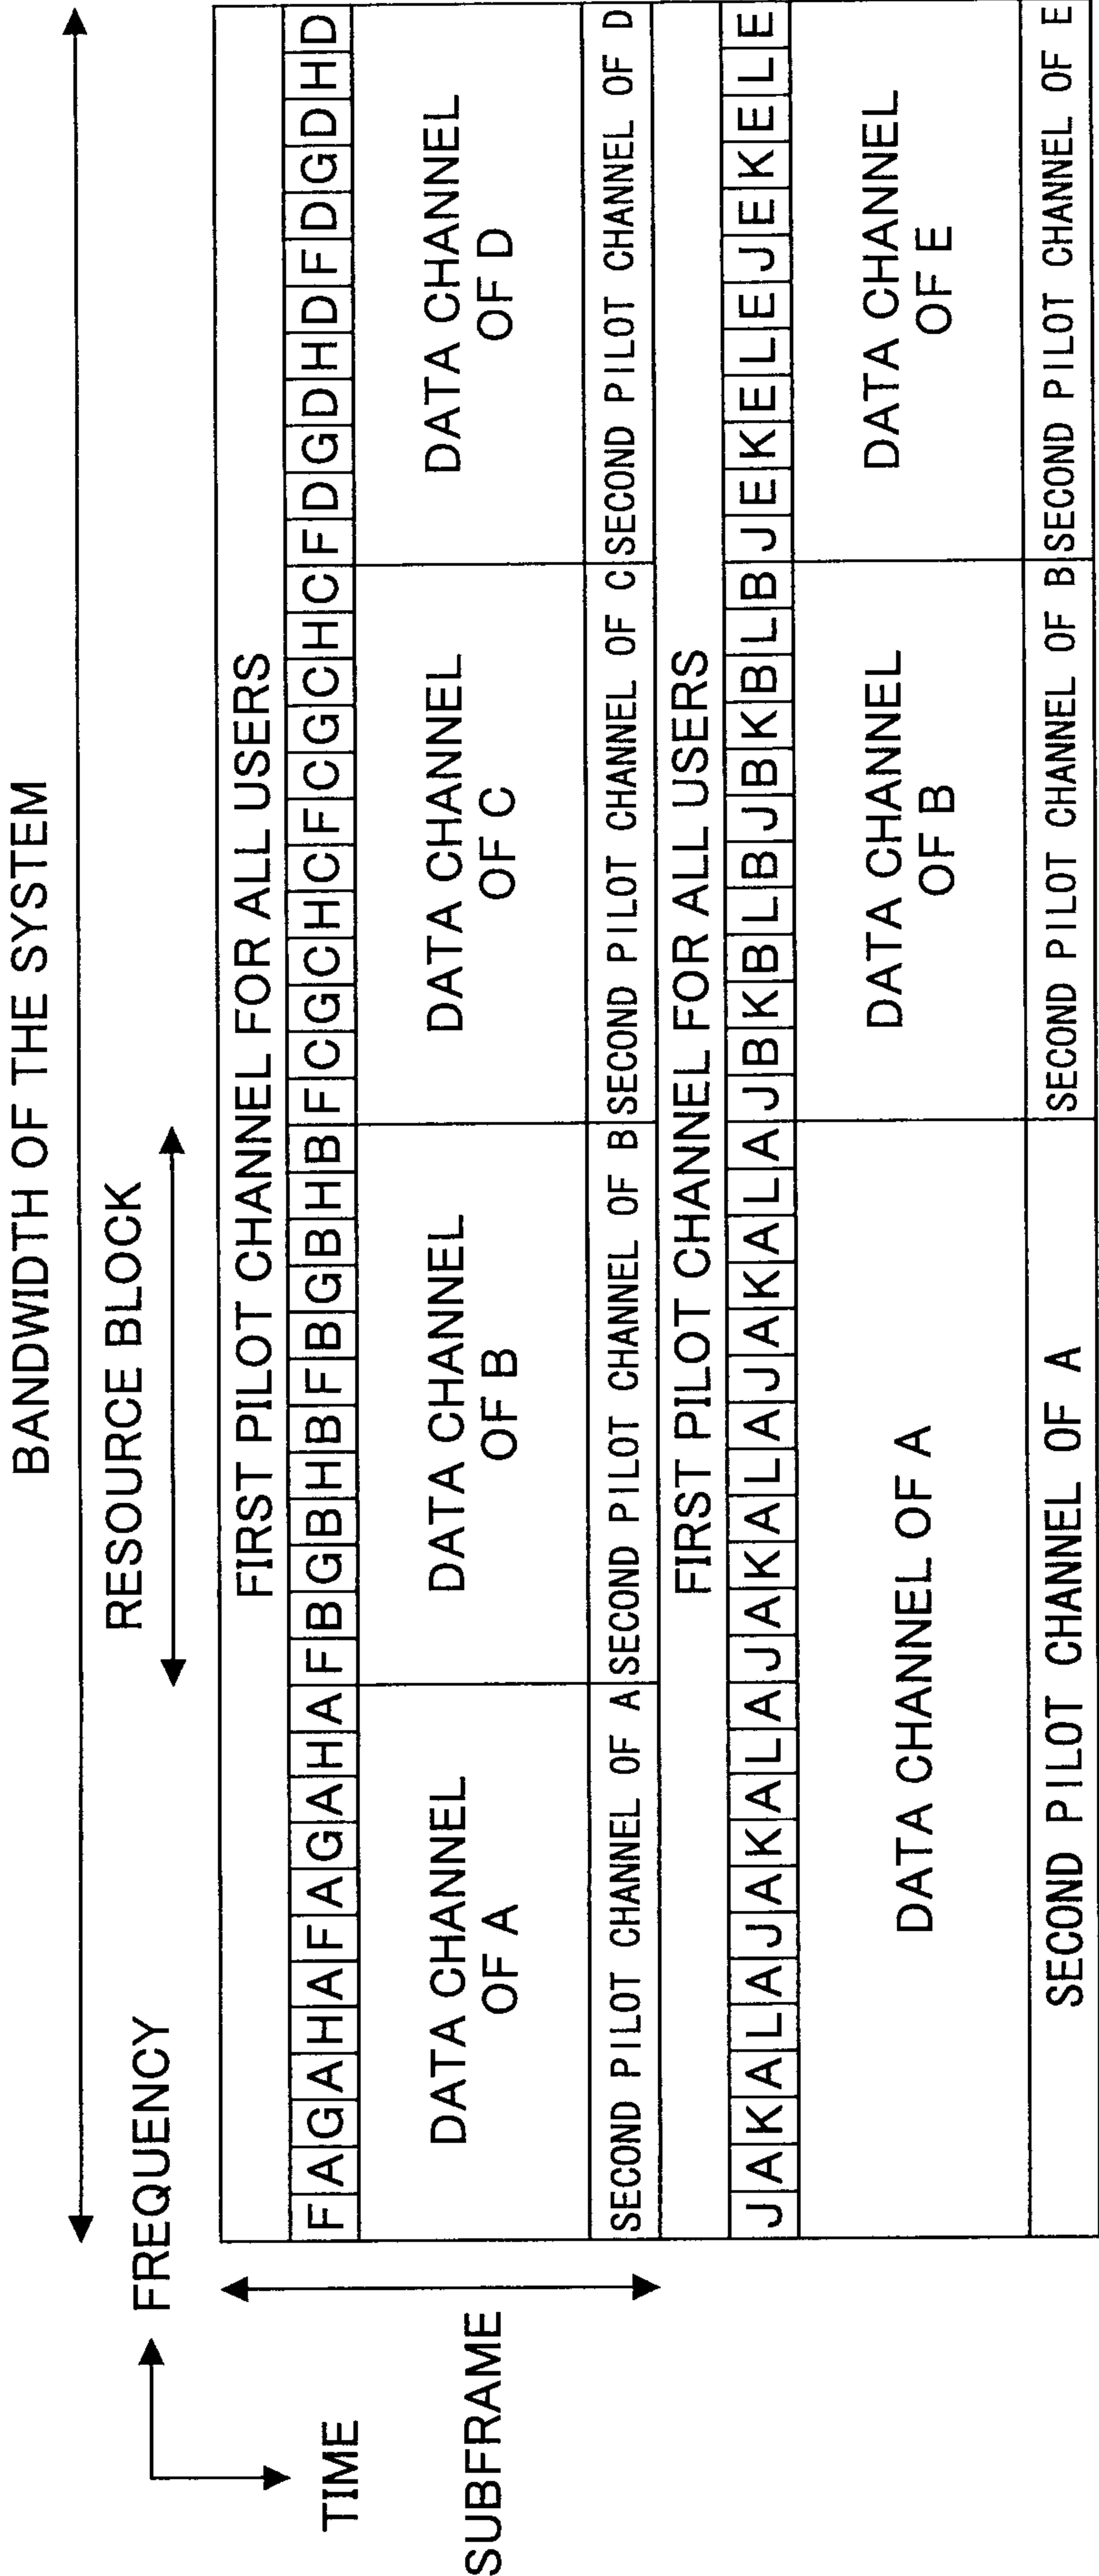 BANDWIDTH OF THE SYSTEM
FREQUENCY
RESOURCE BLOCK
TIME
SUBFRAME
FIRST PILOT CHANNEL FOR ALL USERS
F A G A H A F A G A H A F B G B H B F B G B H B F C G C H C F C G C H C F D G D H D F D G D H D
DATA CHANNEL
OF A
DATA CHANNEL
OF B
DATA CHANNEL
OF C
DATA CHANNEL
OF D
SECOND PILOT CHANNEL OF A
SECOND PILOT CHANNEL OF B
SECOND PILOT CHANNEL OF C
SECOND PILOT CHANNEL OF D
FIRST PILOT CHANNEL FOR ALL USERS
J A K A L A J A K A L A J A K A L A J A K A L A J B K B L B J B K B L B J E K E L E J E K E L E
DATA CHANNEL OF A
DATA CHANNEL
OF B
DATA CHANNEL
OF E
SECOND PILOT CHANNEL OF A
SECOND PILOT CHANNEL OF B
SECOND PILOT CHANNEL OF E